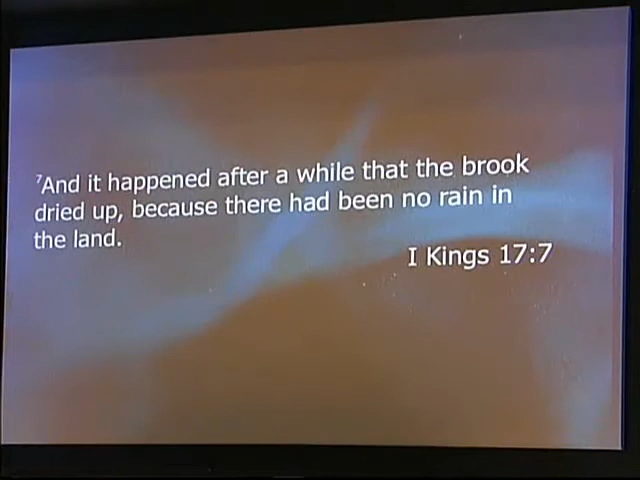 ⁷And it happened after a while that the brook
dried up, because there had been no rain in
the land.
I Kings 17:7